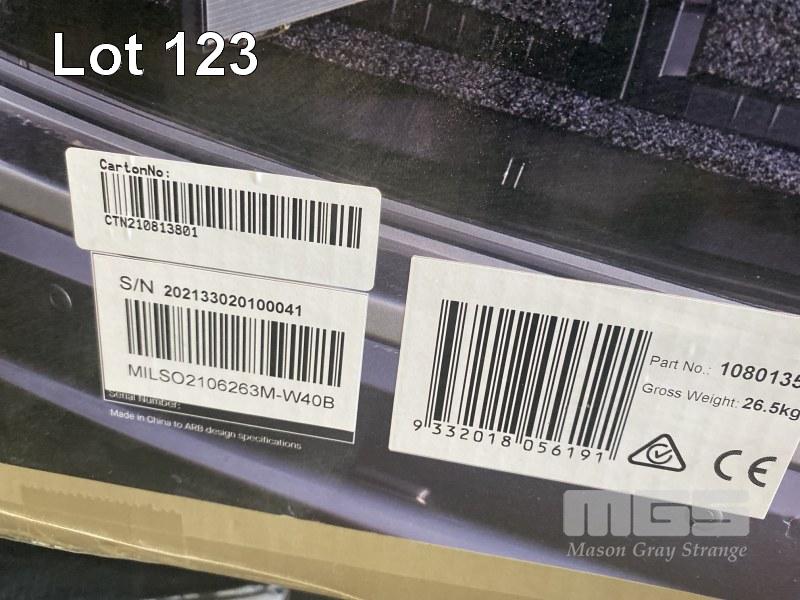 Lot 123
CartonNo:
CTN210813801
S/N 202133020100041
MILSO2106263M-W40B
Serial Number:
Made in China to ARB design specifications
Part No.: 1080135
Gross Weight: 26.5kg
9 332018 056191
CE
MGS
Mason Gray Strange